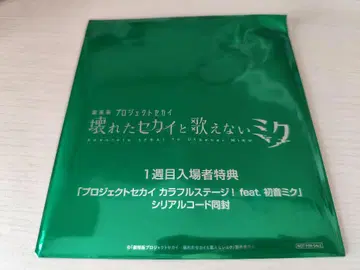 劇場版 プロジェクトセカイ
壊れたセカイと歌えないミク
1週目入場者特典
「プロジェクトセカイ カラフルステージ！ feat. 初音ミク」
シリアルコード同封
NOT FOR SALE